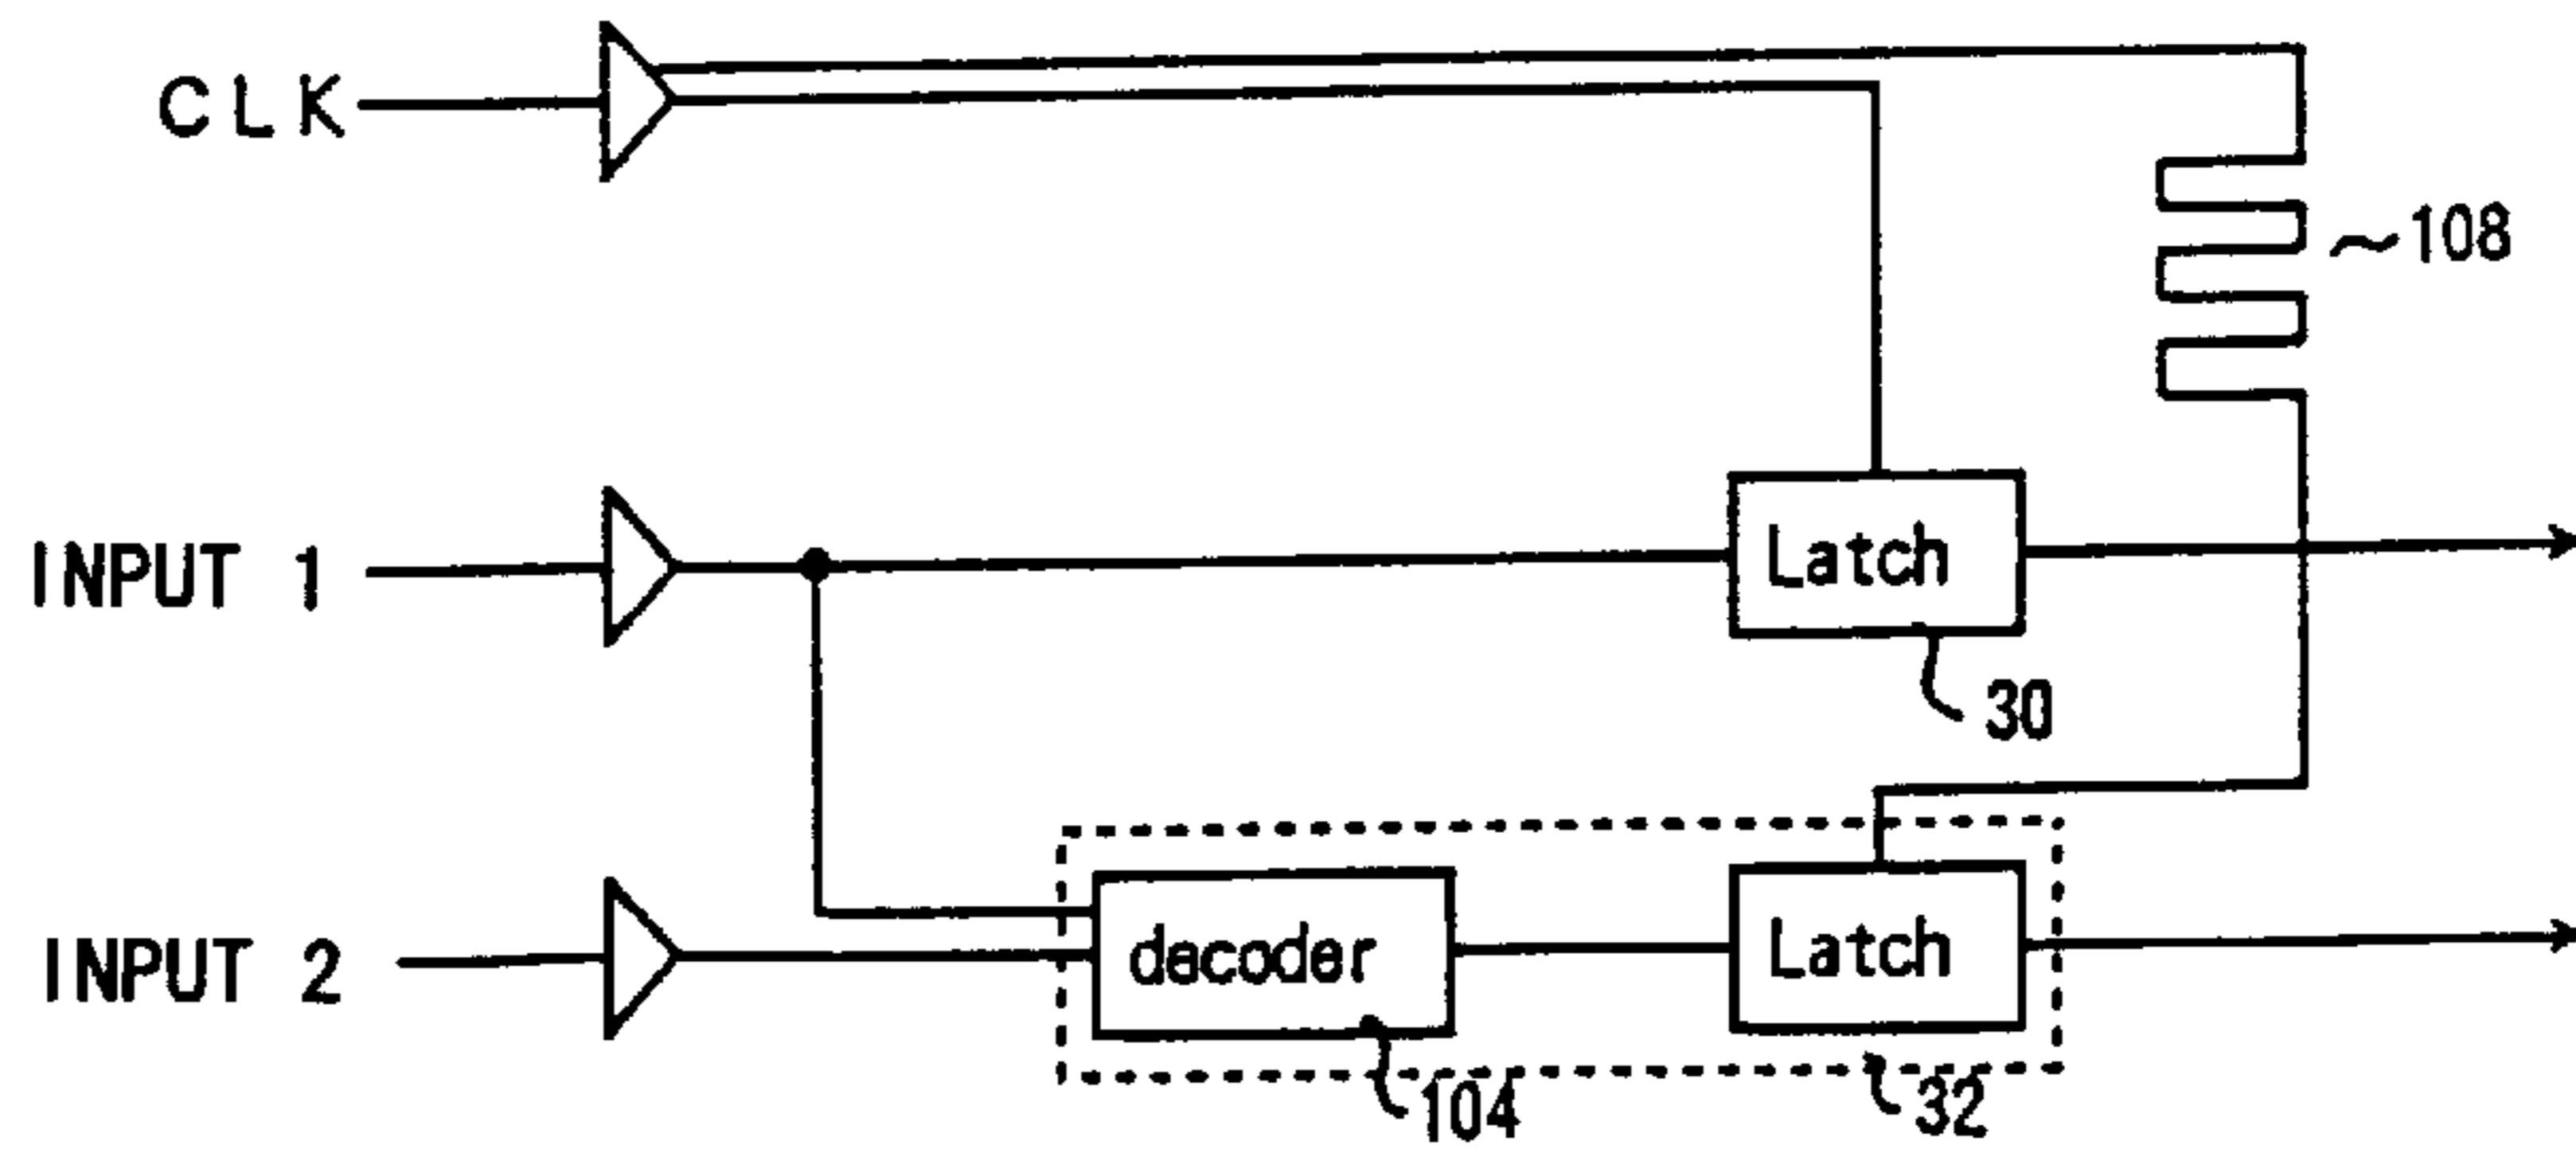 CLK
~108
INPUT 1
Latch
30
INPUT 2
decoder
Latch
104
32